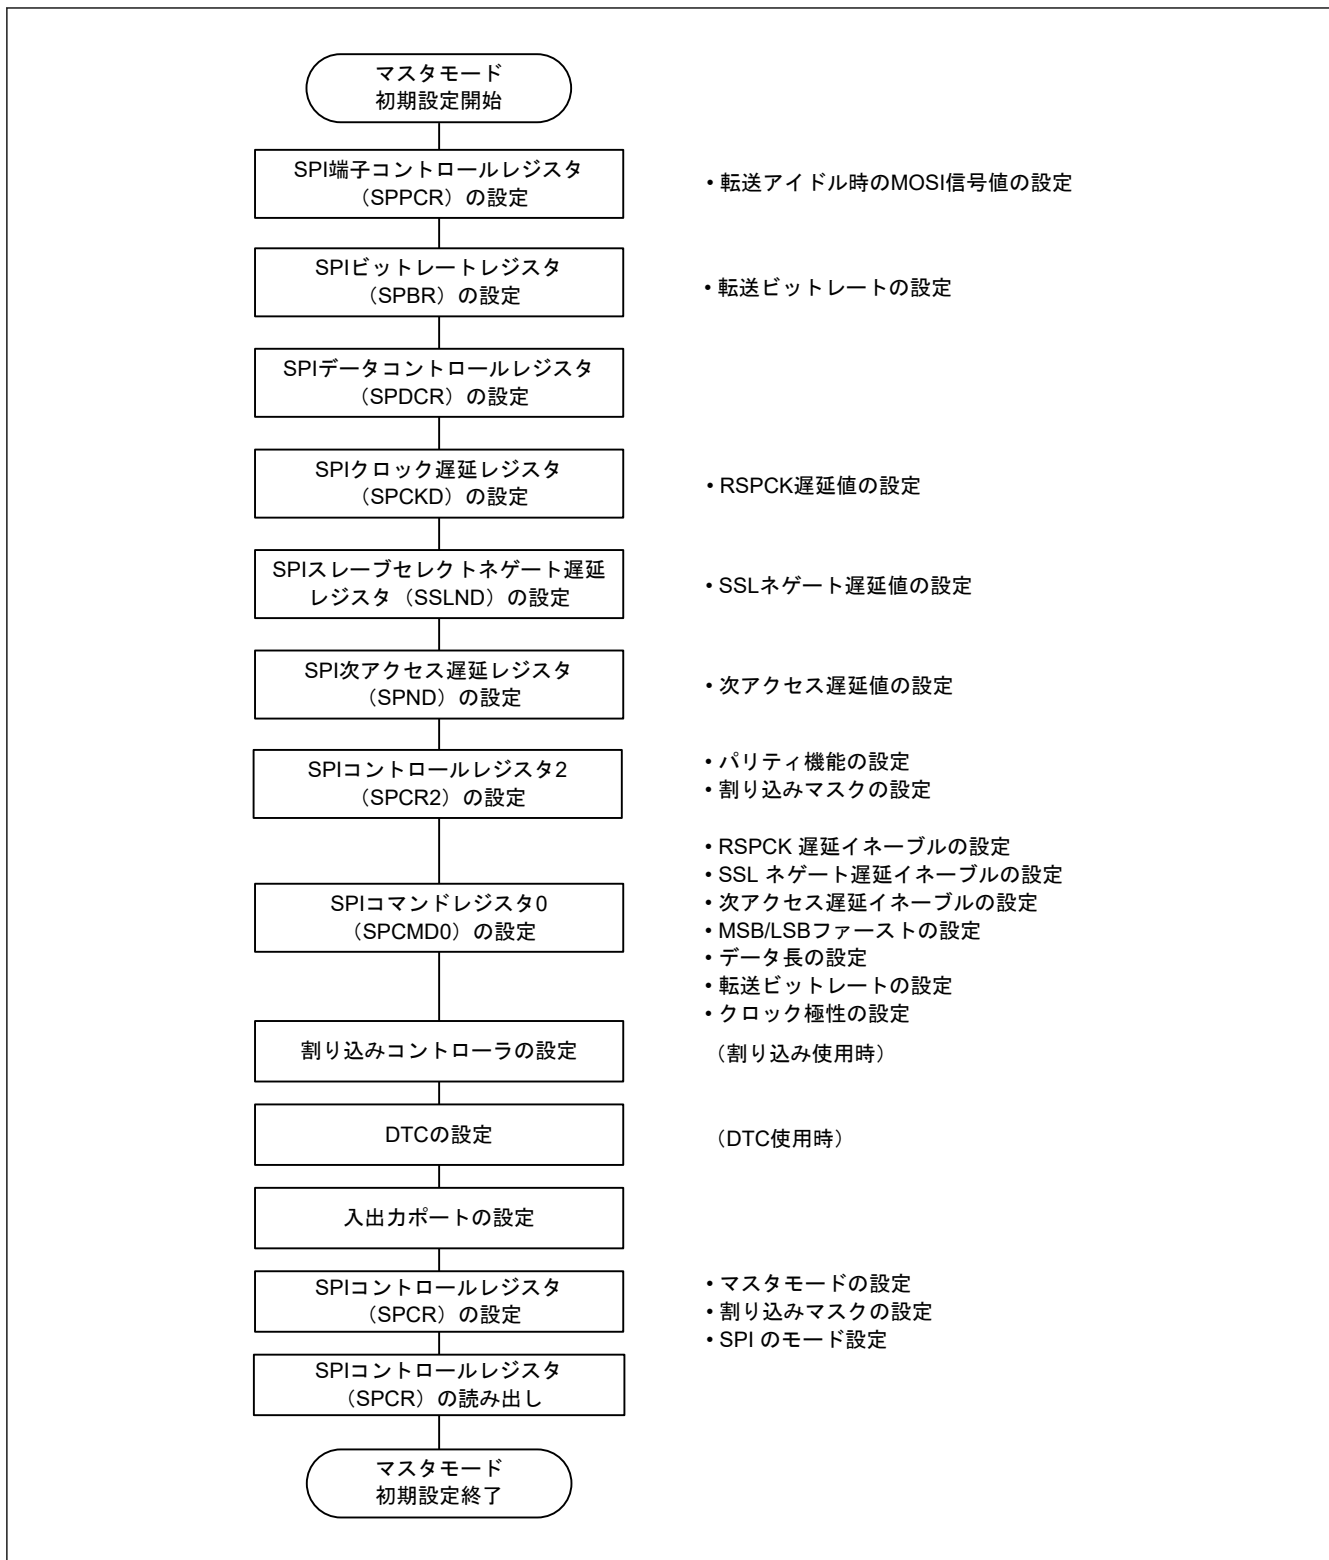 マスタモード
初期設定開始
SPI端子コントロールレジスタ
（SPPCR）の設定
• 転送アイドル時のMOSI信号値の設定
SPIビットレートレジスタ
（SPBR）の設定
• 転送ビットレートの設定
SPIデータコントロールレジスタ
（SPDCR）の設定
SPIクロック遅延レジスタ
（SPCKD）の設定
• RSPCK遅延値の設定
SPIスレーブセレクトネゲート遅延
レジスタ（SSLND）の設定
• SSLネゲート遅延値の設定
SPI次アクセス遅延レジスタ
（SPND）の設定
• 次アクセス遅延値の設定
SPIコントロールレジスタ2
（SPCR2）の設定
• パリティ機能の設定
• 割り込みマスクの設定
SPIコマンドレジスタ0
（SPCMD0）の設定
• RSPCK 遅延イネーブルの設定
• SSL ネゲート遅延イネーブルの設定
• 次アクセス遅延イネーブルの設定
• MSB/LSBファーストの設定
• データ長の設定
• 転送ビットレートの設定
• クロック極性の設定
割り込みコントローラの設定
（割り込み使用時）
DTCの設定
（DTC使用時）
入出力ポートの設定
SPIコントロールレジスタ
（SPCR）の設定
• マスタモードの設定
• 割り込みマスクの設定
• SPI のモード設定
SPIコントロールレジスタ
（SPCR）の読み出し
マスタモード
初期設定終了